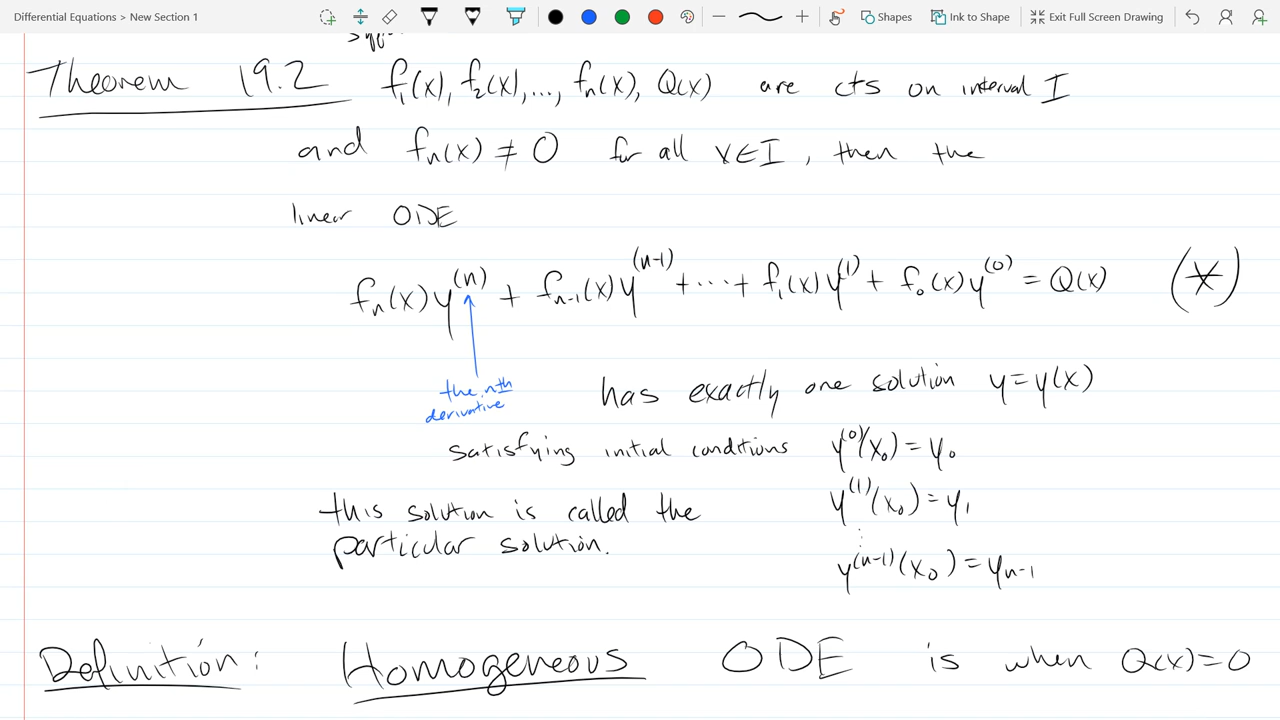 Differential Equations > New Section 1
Shapes
Ink to Shape
Exit Full Screen Drawing
Theorem 19.2 f₁(x), f₂(x), ..., fₙ(x), Q(x) are cts on interval I
and fₙ(x) ≠ 0 for all x∈I, then the
linear ODE
fₙ(x)y⁽ⁿ⁾ + fₙ₋₁(x)y⁽ⁿ⁻¹⁾ + ... + f₁(x)y⁽¹⁾ + f₀(x)y⁽⁰⁾ = Q(x) (*)
the nth
derivative
has exactly one solution y = y(x)
satisfying initial conditions y⁽⁰⁾(x₀) = y₀
y⁽¹⁾(x₀) = y₁
⋮
y⁽ⁿ⁻¹⁾(x₀) = yₙ₋₁
this solution is called the
particular solution.
Definition: Homogeneous ODE is when Q(x)=0